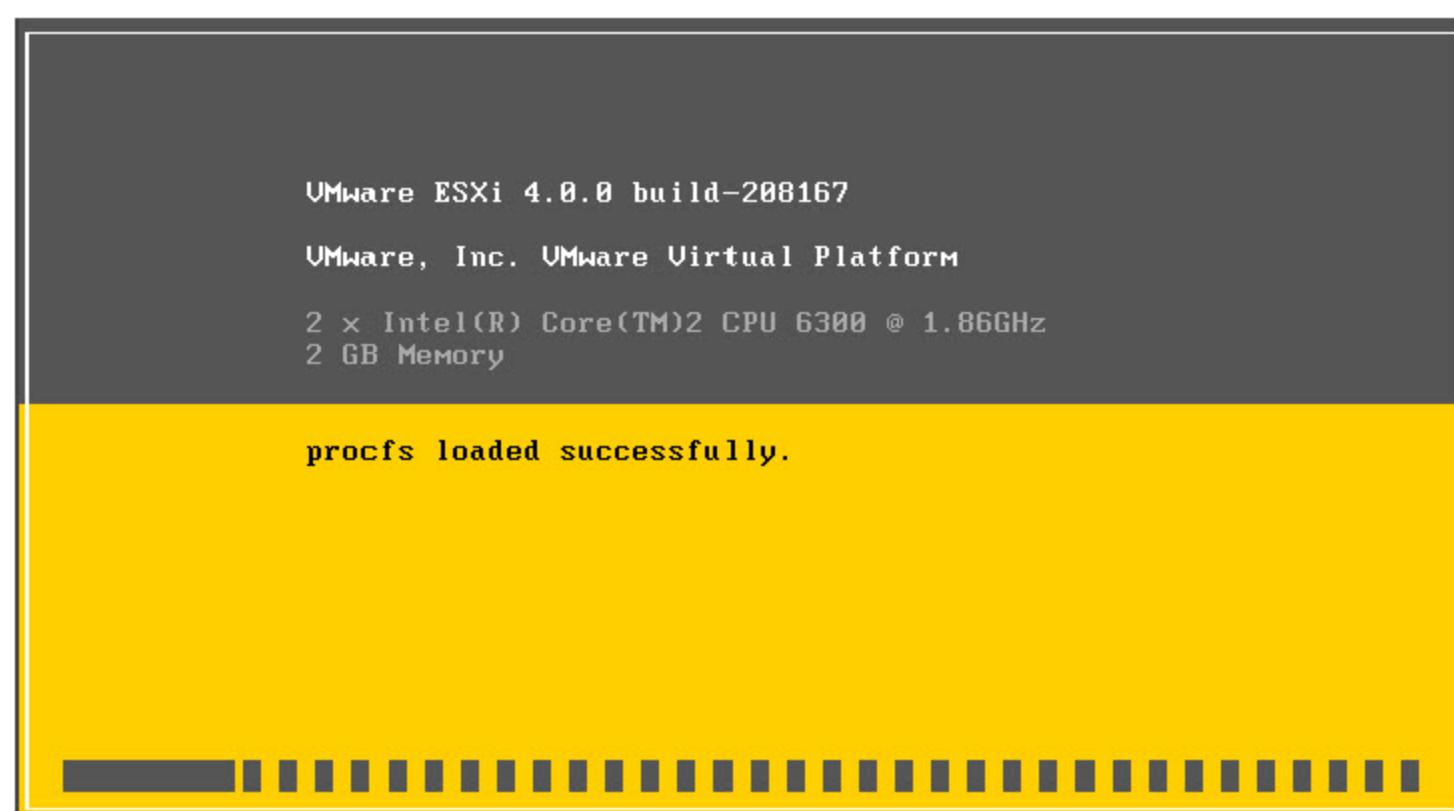 VMware ESXi 4.0.0 build-208167
VMware, Inc. VMware Virtual Platform
2 x Intel(R) Core(TM)2 CPU 6300 @ 1.86GHz
2 GB Memory
procfs loaded successfully.